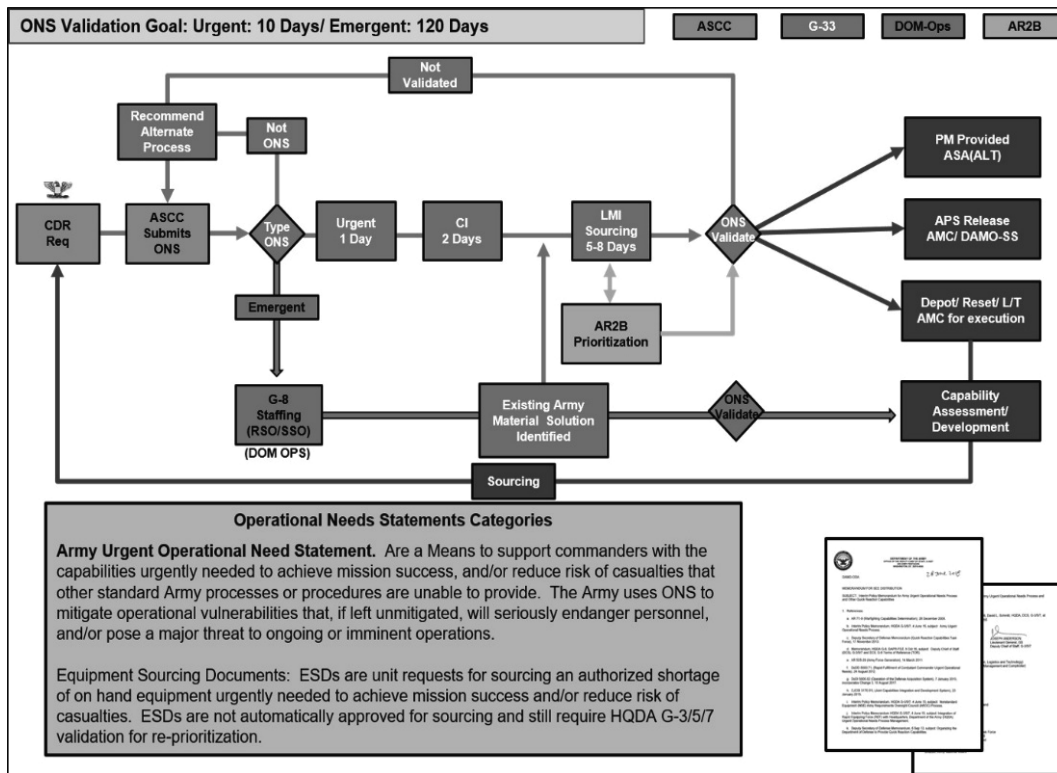 ONS Validation Goal: Urgent: 10 Days/ Emergent: 120 Days
ASCC
G-33
DOM-Ops
AR2B
Not
Validated
Recommend
Alternate
Process
Not
ONS
PM Provided
ASA(ALT)
CDR
Req
ASCC
Submits
ONS
Type
ONS
Urgent
1 Day
CI
2 Days
LMI
Sourcing
5-8 Days
ONS
Validate
APS Release
AMC/ DAMO-SS
Emergent
AR2B
Prioritization
Depot/ Reset/ L/T
AMC for execution
G-8
Staffing
(RSO/SSO)
(DOM OPS)
Existing Army
Material Solution
Identified
ONS
Validate
Capability
Assessment/
Development
Sourcing
Operational Needs Statements Categories
Army Urgent Operational Need Statement. Are a Means to support commanders with the
capabilities urgently needed to achieve mission success, and/or reduce risk of casualties that
other standard Army processes or procedures are unable to provide. The Army uses ONS to
mitigate operational vulnerabilities that, if left unmitigated, will seriously endanger personnel,
and/or pose a major threat to ongoing or imminent operations.
Equipment Sourcing Documents: ESDs are unit requests for sourcing an authorized shortage
of on hand equipment urgently needed to achieve mission success and/or reduce risk of
casualties. ESDs are not automatically approved for sourcing and still require HQDA G-3/5/7
validation for re-prioritization.
DEPARTMENT OF THE ARMY